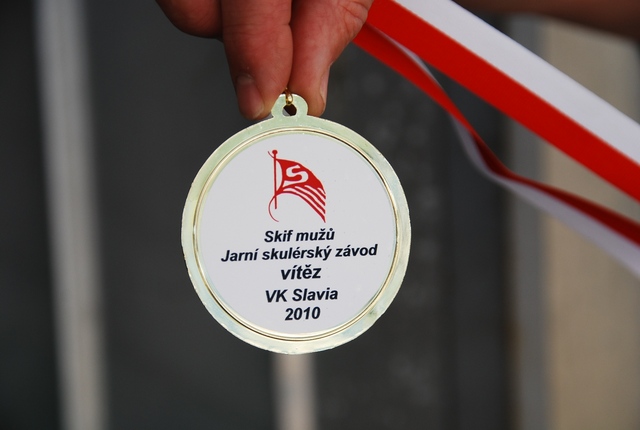 S
Skif mužů
Jarní skulérský závod
vítěz
VK Slavia
2010